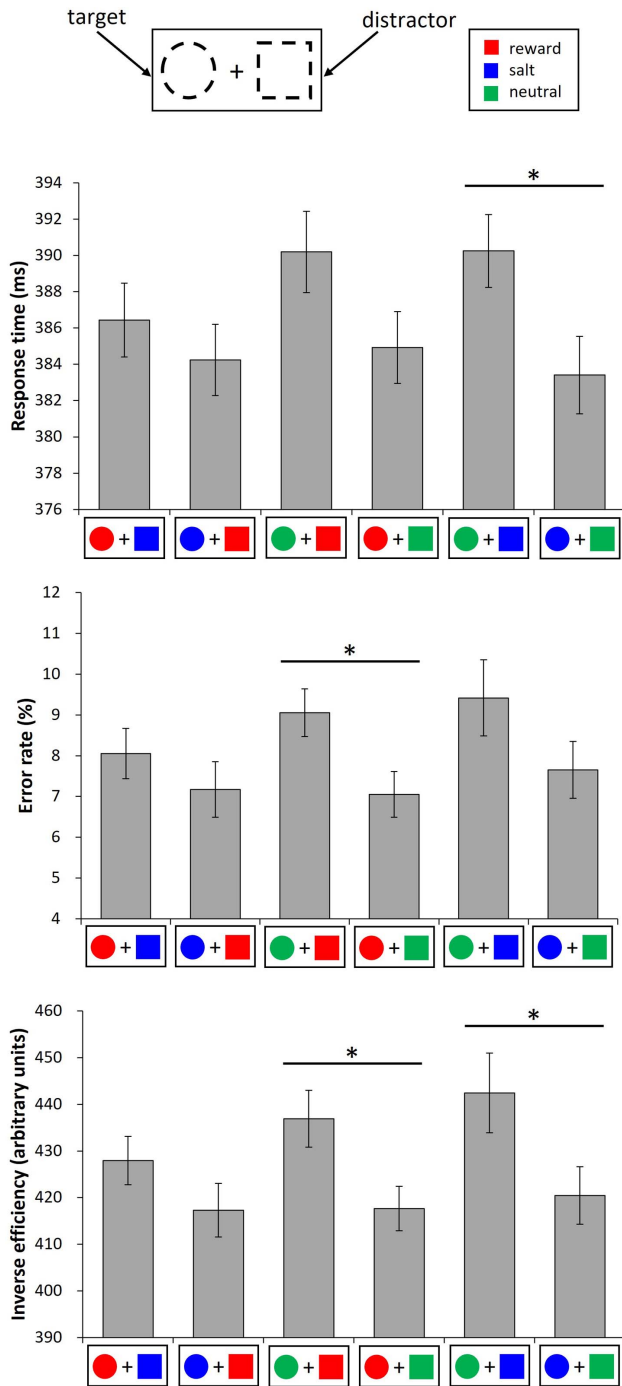 target
distractor
+
reward
salt
neutral
Response time (ms)
394
392
390
388
386
384
382
380
378
376
*
+ + + + + +
Error rate (%)
12
11
10
9
8
7
6
5
4
*
+ + + + + +
Inverse efficiency (arbitrary units)
460
450
440
430
420
410
400
390
* *
+ + + + + +